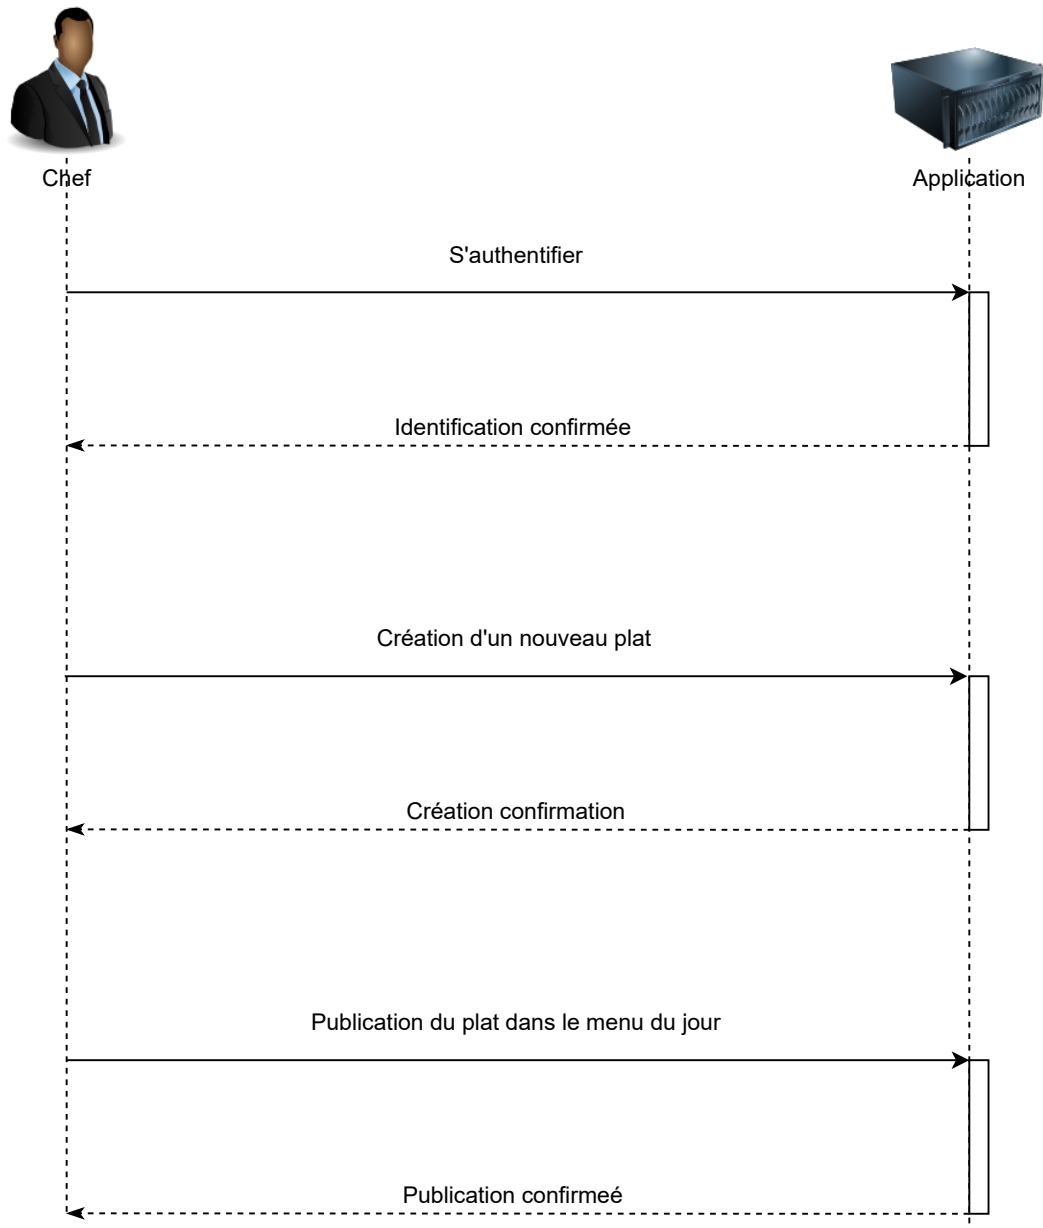 Chef
Application
S'authentifier
Identification confirmée
Création d'un nouveau plat
Création confirmation
Publication du plat dans le menu du jour
Publication confirmeé